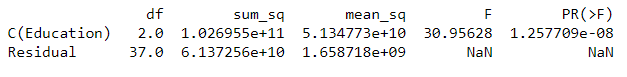 df sum_sq mean_sq F PR(>F)
C(Education) 2.0 1.026955e+11 5.134773e+10 30.95628 1.257709e-08
Residual 37.0 6.137256e+10 1.658718e+09 NaN NaN